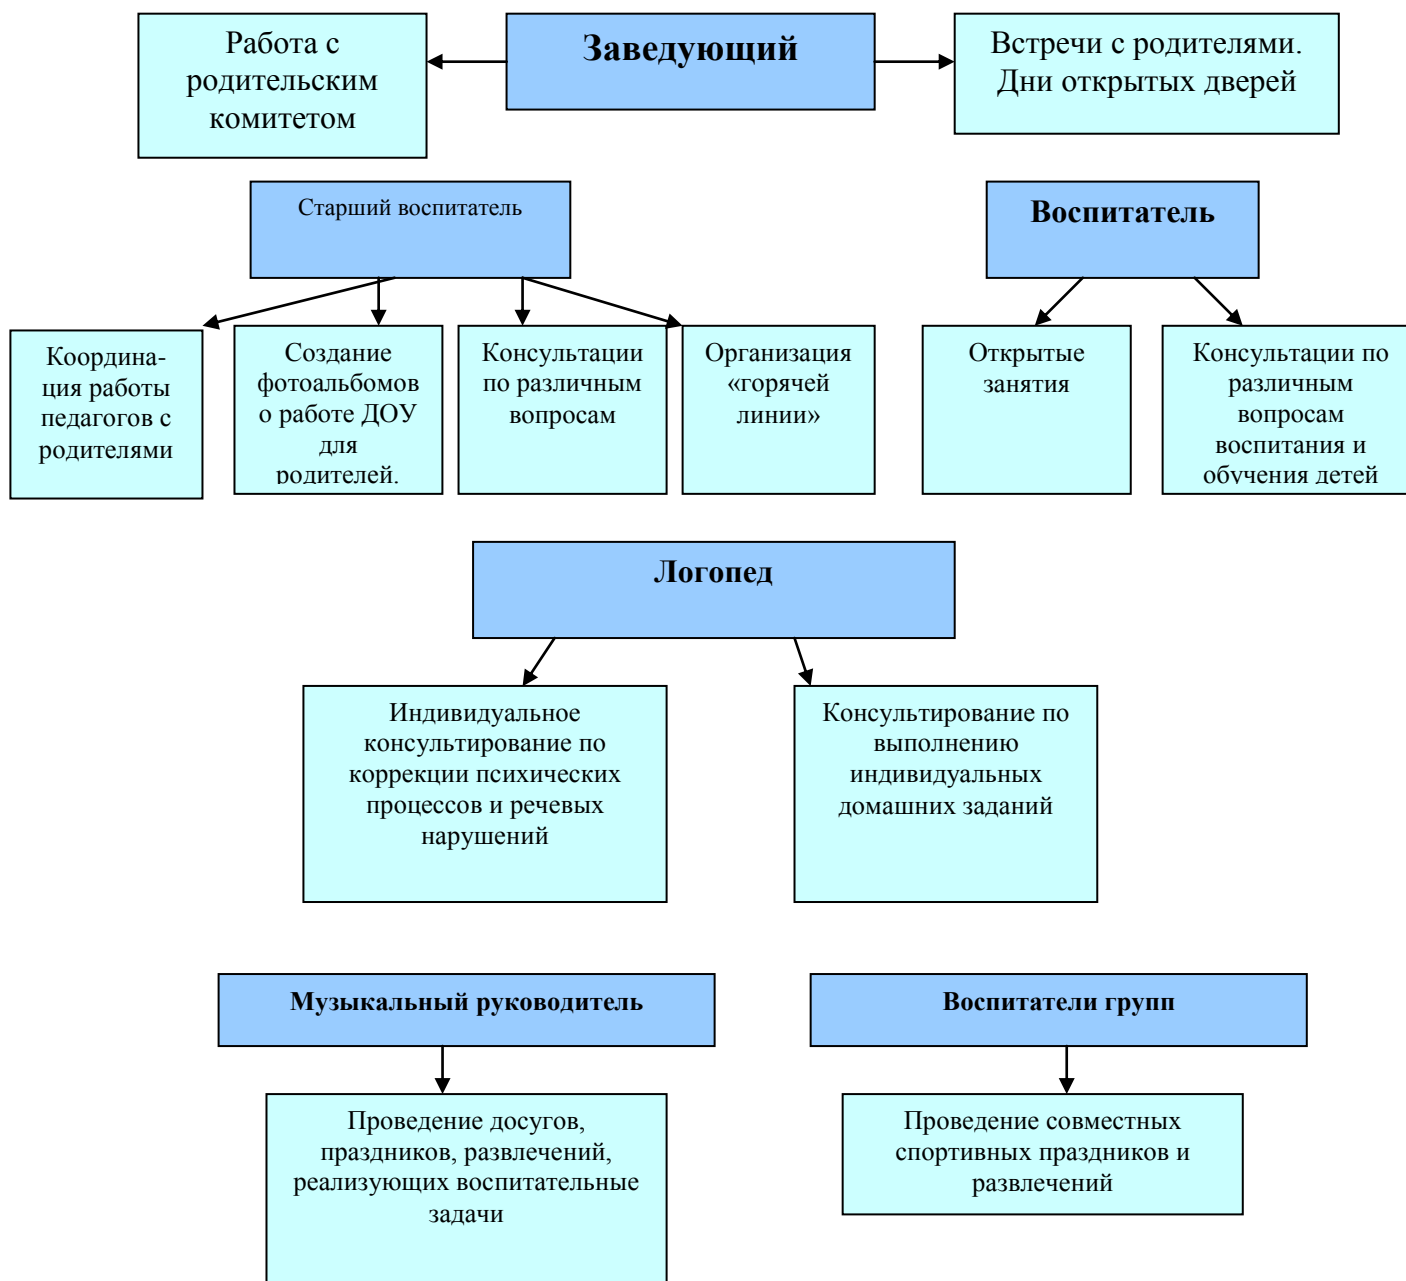 Работа с
родительским
комитетом
Заведующий
Встречи с родителями.
Дни открытых дверей
Старший воспитатель
Воспитатель
Координа-
ция работы
педагогов с
родителями
Создание
фотоальбомов
о работе ДОУ
для
родителей.
Консультации
по различным
вопросам
Организация
«горячей
линии»
Открытые
занятия
Консультации по
различным
вопросам
воспитания и
обучения детей
Логопед
Индивидуальное
консультирование по
коррекции психических
процессов и речевых
нарушений
Консультирование по
выполнению
индивидуальных
домашних заданий
Музыкальный руководитель
Воспитатели групп
Проведение досугов,
праздников, развлечений,
реализующих воспитательные
задачи
Проведение совместных
спортивных праздников и
развлечений